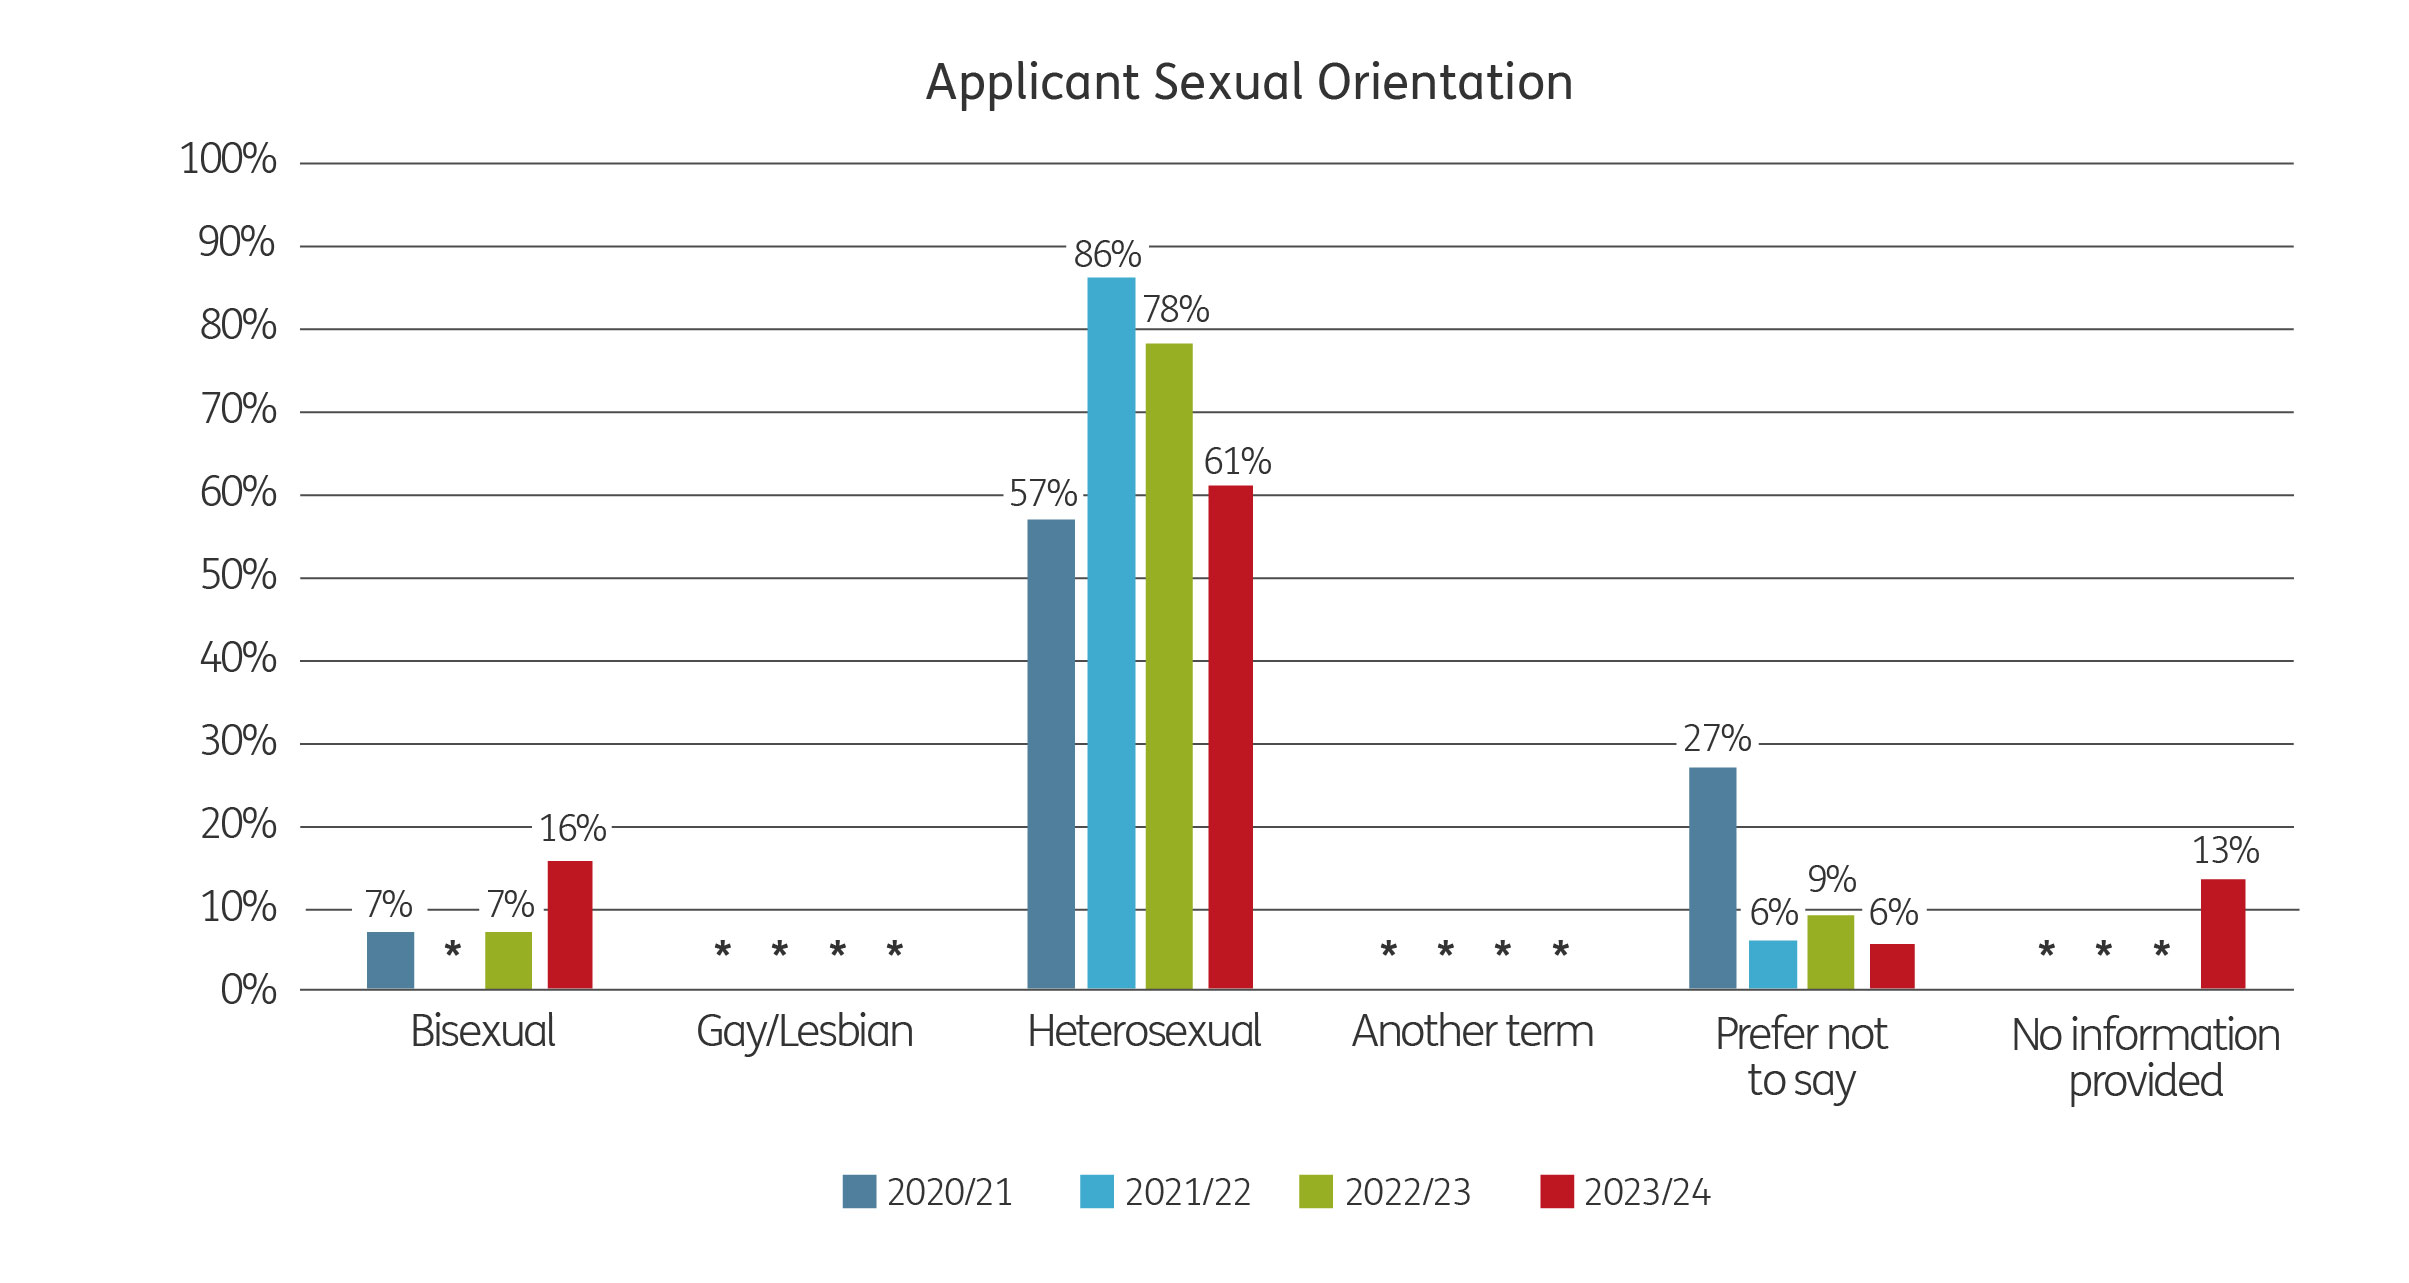 Applicant Sexual Orientation
100%
90%
80%
70%
60%
50%
40%
30%
20%
10%
0%
7% * 7% 16%
* * * *
57% 86% 78% 61%
* * * *
27% 6% 9% 6%
* * * 13%
Bisexual
Gay/Lesbian
Heterosexual
Another term
Prefer not
to say
No information
provided
2020/21 2021/22 2022/23 2023/24